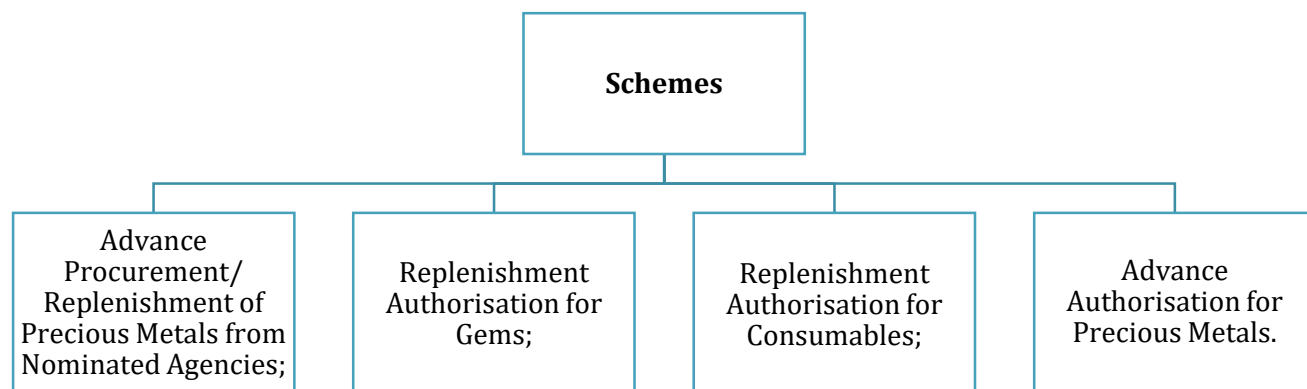 Schemes
Advance
Procurement/
Replenishment of
Precious Metals from
Nominated Agencies;
Replenishment
Authorisation for
Gems;
Replenishment
Authorisation for
Consumables;
Advance
Authorisation for
Precious Metals.